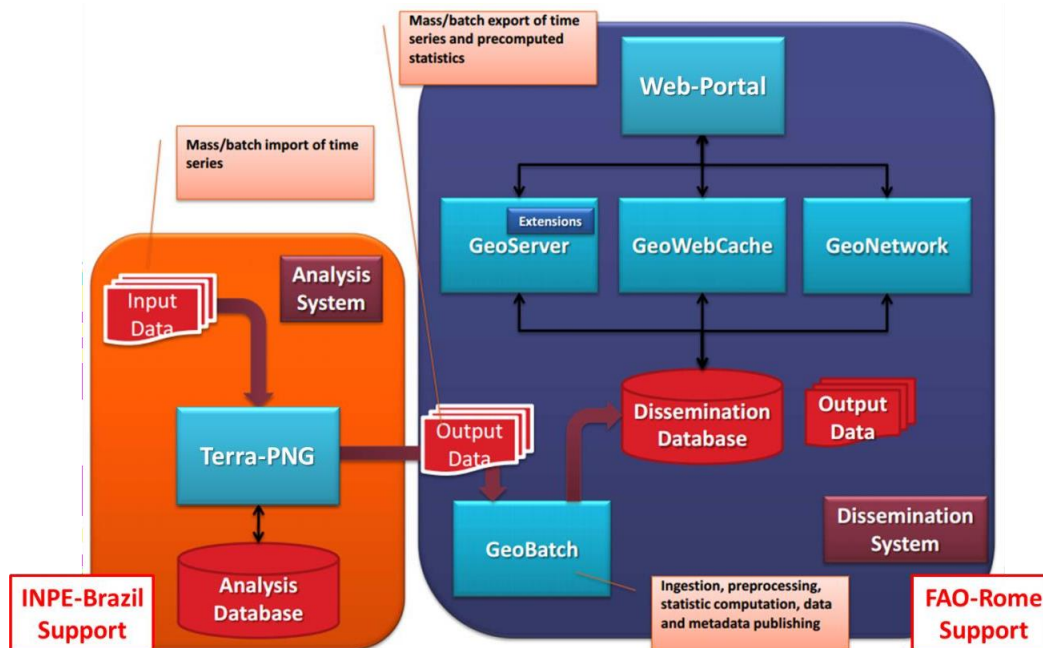 Mass/batch export of time
series and precomputed
statistics
Web-Portal
Mass/batch import of time
series
Extensions
GeoServer
GeoWebCache
GeoNetwork
Analysis
System
Input
Data
Dissemination
Database
Output
Data
Output
Data
Terra-PNG
GeoBatch
Dissemination
System
Analysis
Database
INPE-Brazil
Support
Ingestion, preprocessing,
statistic computation, data
and metadata publishing
FAO-Rome
Support